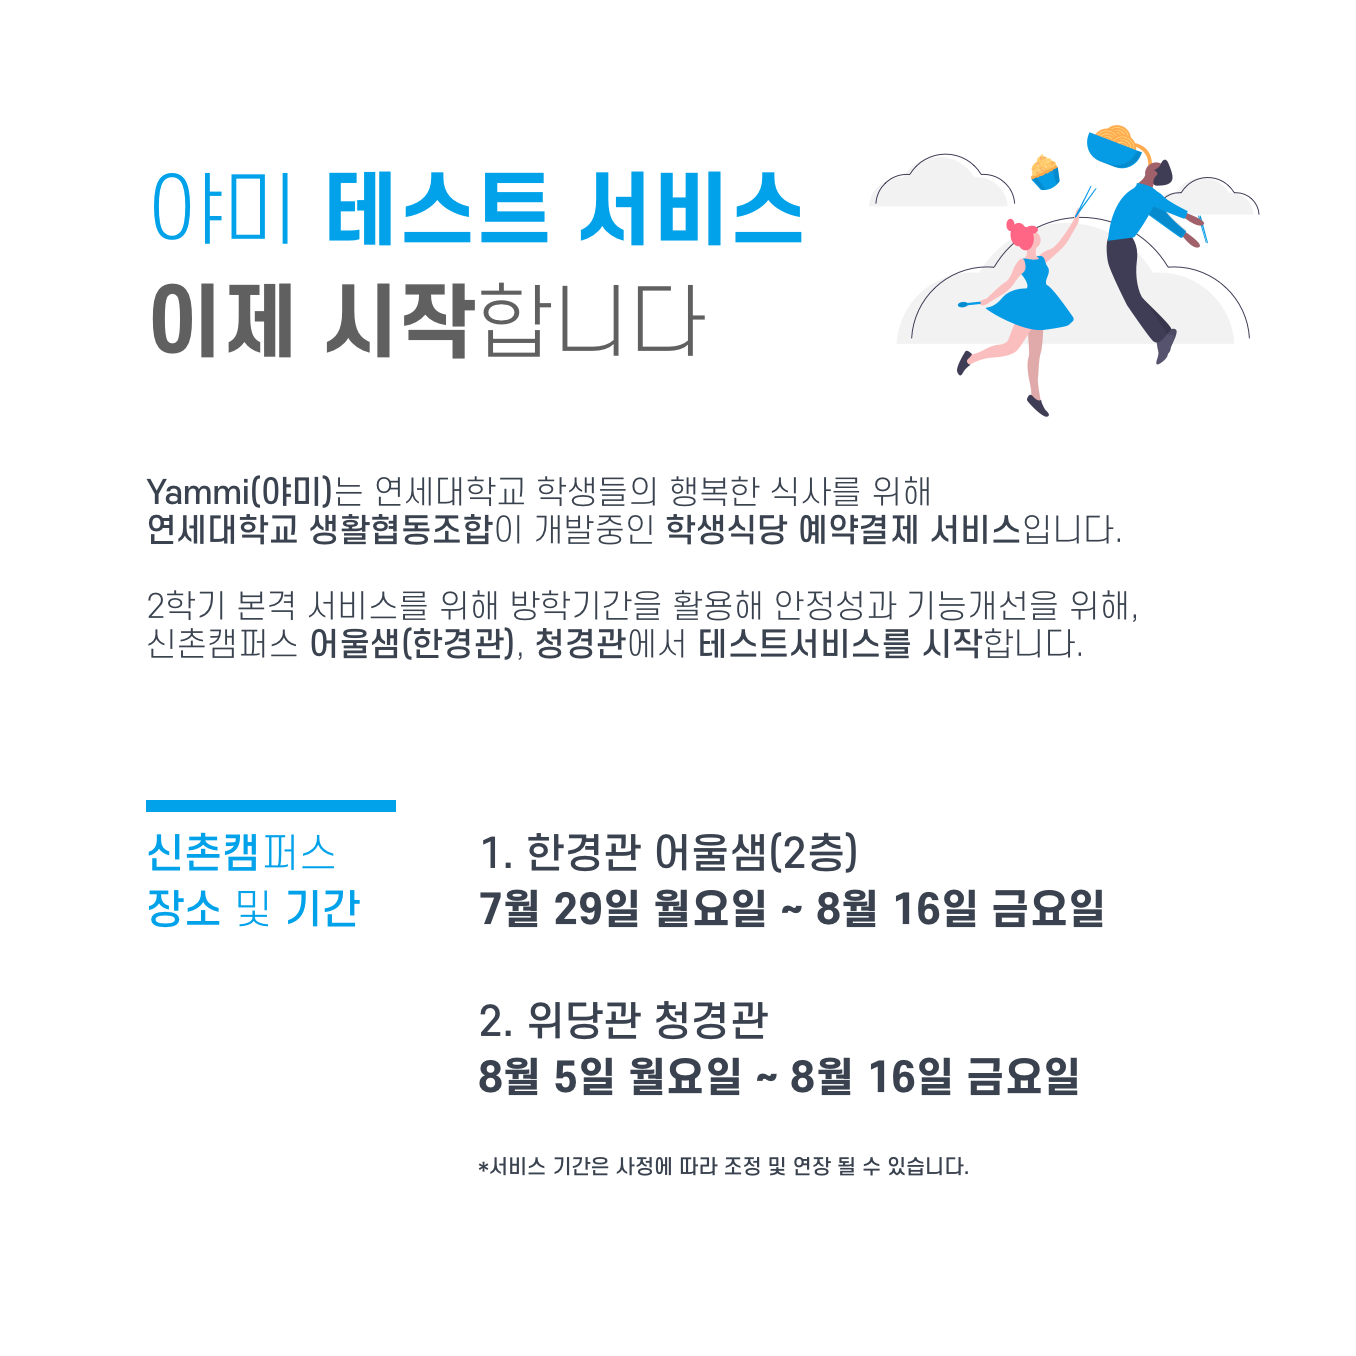 야미 테스트 서비스
이제 시작합니다
Yammi(야미)는 연세대학교 학생들의 행복한 식사를 위해
연세대학교 생활협동조합이 개발중인 학생식당 예약결제 서비스입니다.
2학기 본격 서비스를 위해 방학기간을 활용해 안정성과 기능개선을 위해,
신촌캠퍼스 어울샘(한경관), 청경관에서 테스트서비스를 시작합니다.
신촌캠퍼스
장소 및 기간
1. 한경관 어울샘(2층)
7월 29일 월요일 ~ 8월 16일 금요일
2. 위당관 청경관
8월 5일 월요일 ~ 8월 16일 금요일
*서비스 기간은 사정에 따라 조정 및 연장 될 수 있습니다.